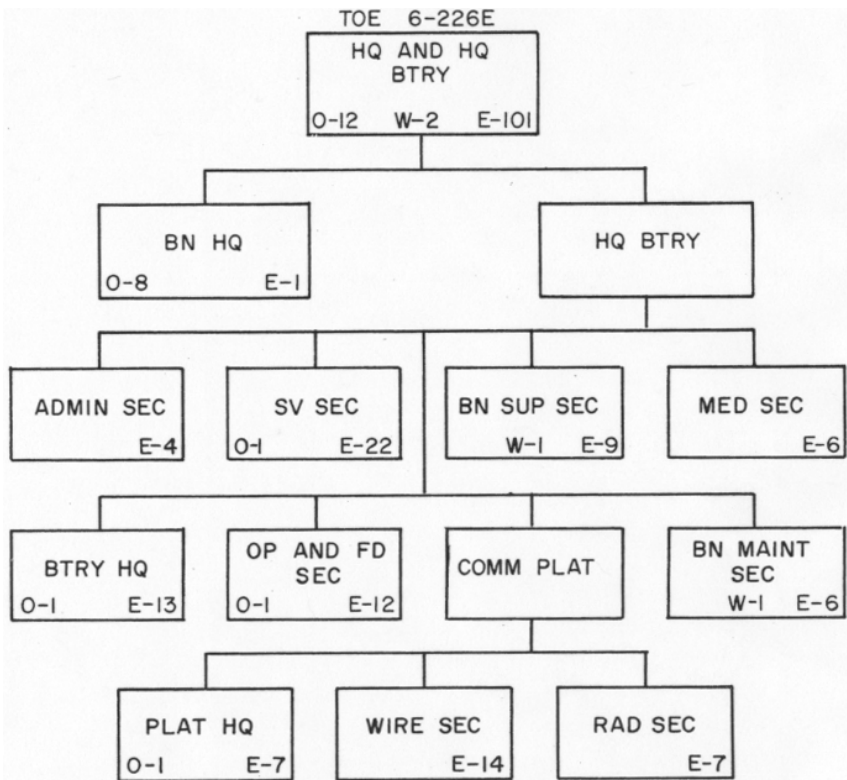 TOE 6-226E
HQ AND HQ
BTRY
O-12 W-2 E-101
BN HQ
O-8 E-1
HQ BTRY
ADMIN SEC
E-4
SV SEC
O-1 E-22
BN SUP SEC
W-1 E-9
MED SEC
E-6
BTRY HQ
O-1 E-13
OP AND FD
SEC
O-1 E-12
COMM PLAT
BN MAINT
SEC
W-1 E-6
PLAT HQ
O-1 E-7
WIRE SEC
E-14
RAD SEC
E-7